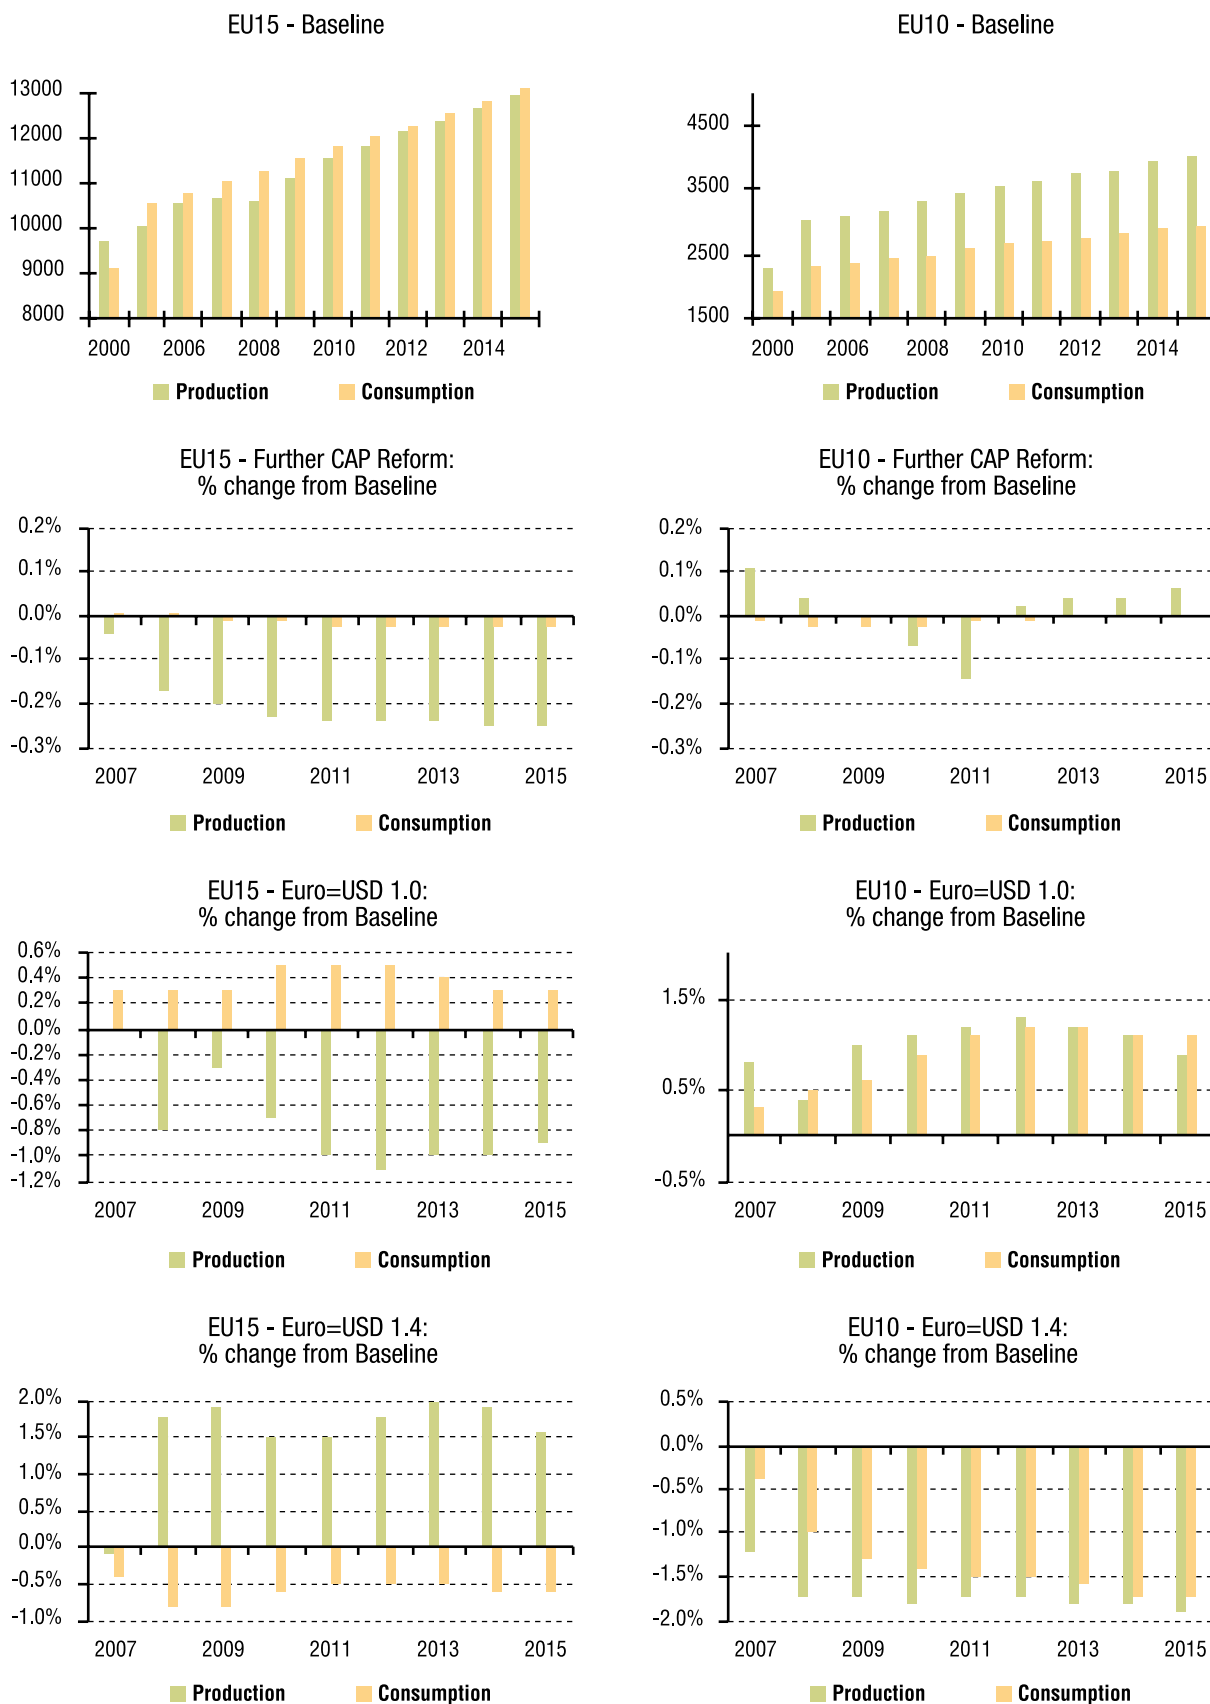 EU15 - Baseline
13000
12000
11000
10000
9000
8000
2000 2006 2008 2010 2012 2014
Production Consumption
EU10 - Baseline
4500
3500
2500
1500
2000 2006 2008 2010 2012 2014
Production Consumption
EU15 - Further CAP Reform:
% change from Baseline
0.2%
0.1%
0.0%
-0.1%
-0.2%
-0.3%
2007 2009 2011 2013 2015
Production Consumption
EU10 - Further CAP Reform:
% change from Baseline
0.2%
0.1%
0.0%
-0.1%
-0.2%
-0.3%
2007 2009 2011 2013 2015
Production Consumption
EU15 - Euro=USD 1.0:
% change from Baseline
0.6%
0.4%
0.2%
0.0%
-0.2%
-0.4%
-0.6%
-0.8%
-1.0%
-1.2%
2007 2009 2011 2013 2015
Production Consumption
EU10 - Euro=USD 1.0:
% change from Baseline
1.5%
0.5%
-0.5%
2007 2009 2011 2013 2015
Production Consumption
EU15 - Euro=USD 1.4:
% change from Baseline
2.0%
1.5%
1.0%
0.5%
0.0%
-0.5%
-1.0%
2007 2009 2011 2013 2015
Production Consumption
EU10 - Euro=USD 1.4:
% change from Baseline
0.5%
0.0%
-0.5%
-1.0%
-1.5%
-2.0%
2007 2009 2011 2013 2015
Production Consumption